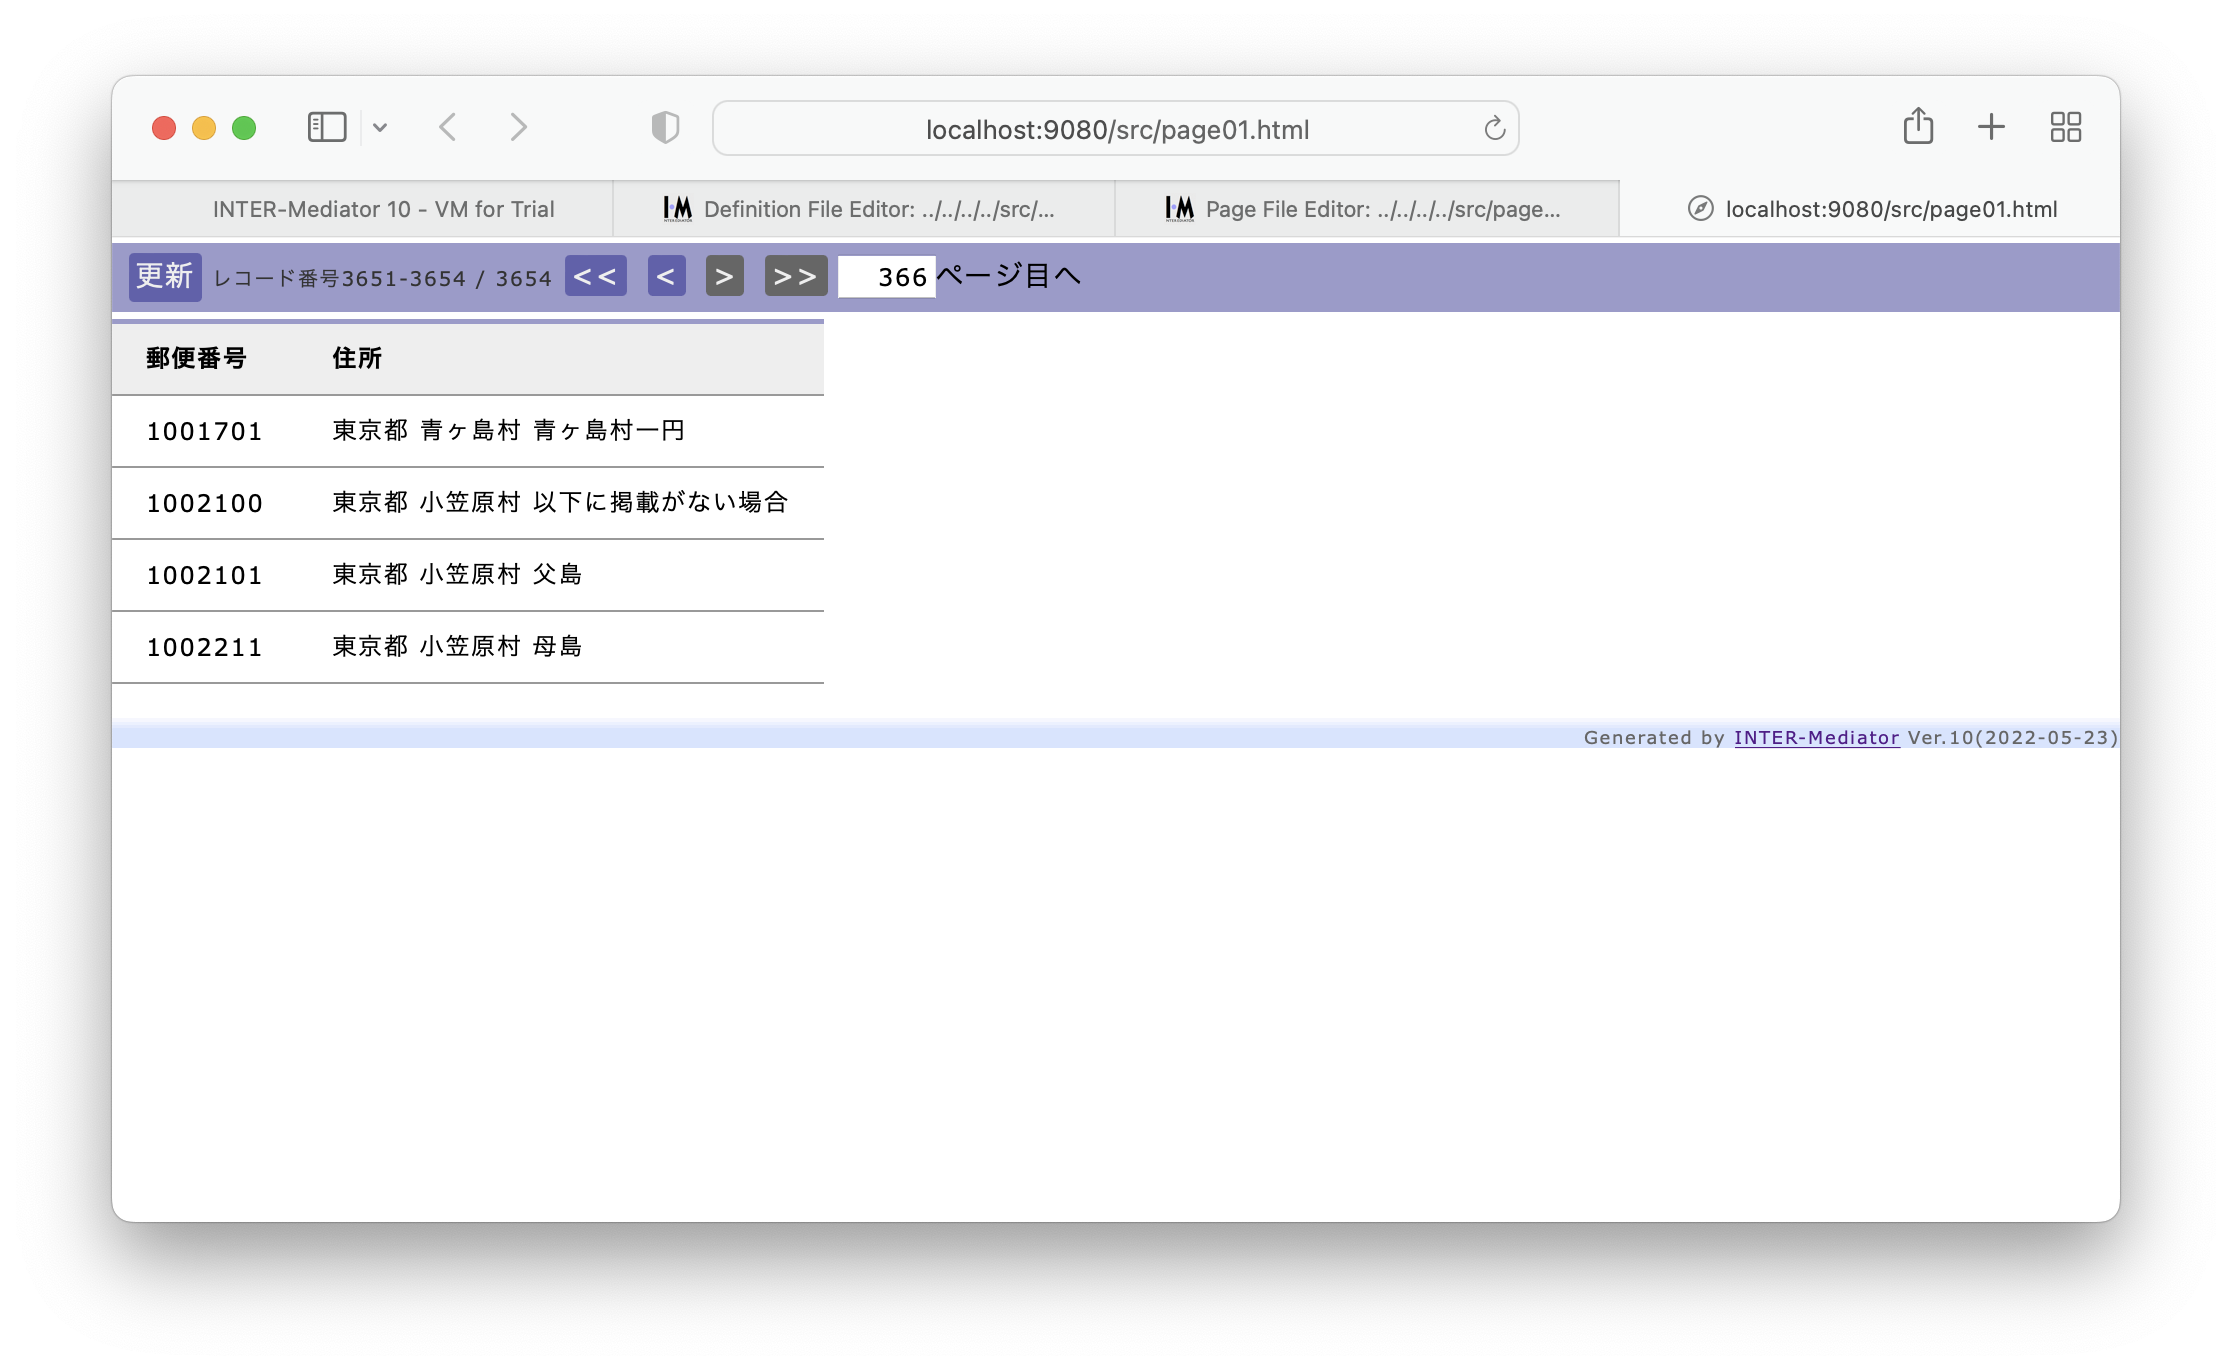 localhost:9080/src/page01.html
INTER-Mediator 10 - VM for Trial
Definition File Editor: ../../../../src/...
Page File Editor: ../../../../src/page...
localhost:9080/src/page01.html
更新 レコード番号3651-3654 / 3654 << < > >> 366ページ目へ
郵便番号 住所
1001701 東京都 青ヶ島村 青ヶ島村一円
1002100 東京都 小笠原村 以下に掲載がない場合
1002101 東京都 小笠原村 父島
1002211 東京都 小笠原村 母島
Generated by INTER-Mediator Ver.10(2022-05-23)